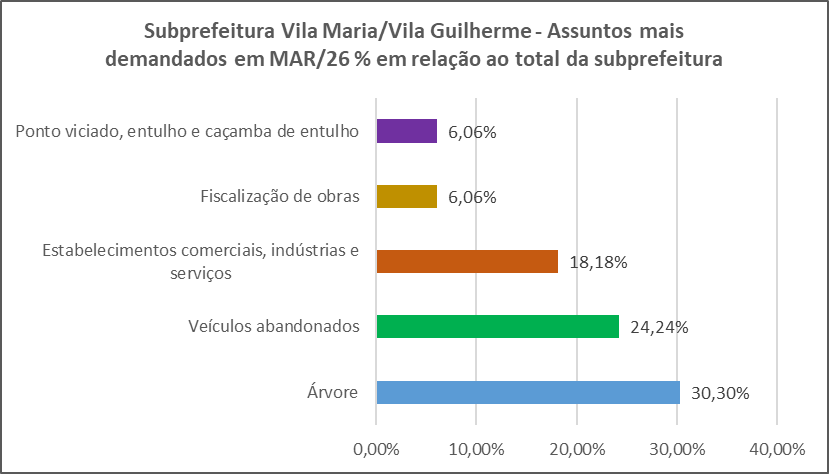 Subprefeitura Vila Maria/Vila Guilherme - Assuntos mais
demandados em MAR/26 % em relação ao total da subprefeitura
Ponto viciado, entulho e caçamba de entulho
6,06%
Fiscalização de obras
6,06%
Estabelecimentos comerciais, indústrias e
serviços
18,18%
Veículos abandonados
24,24%
Árvore
30,30%
0,00%
10,00%
20,00%
30,00%
40,00%